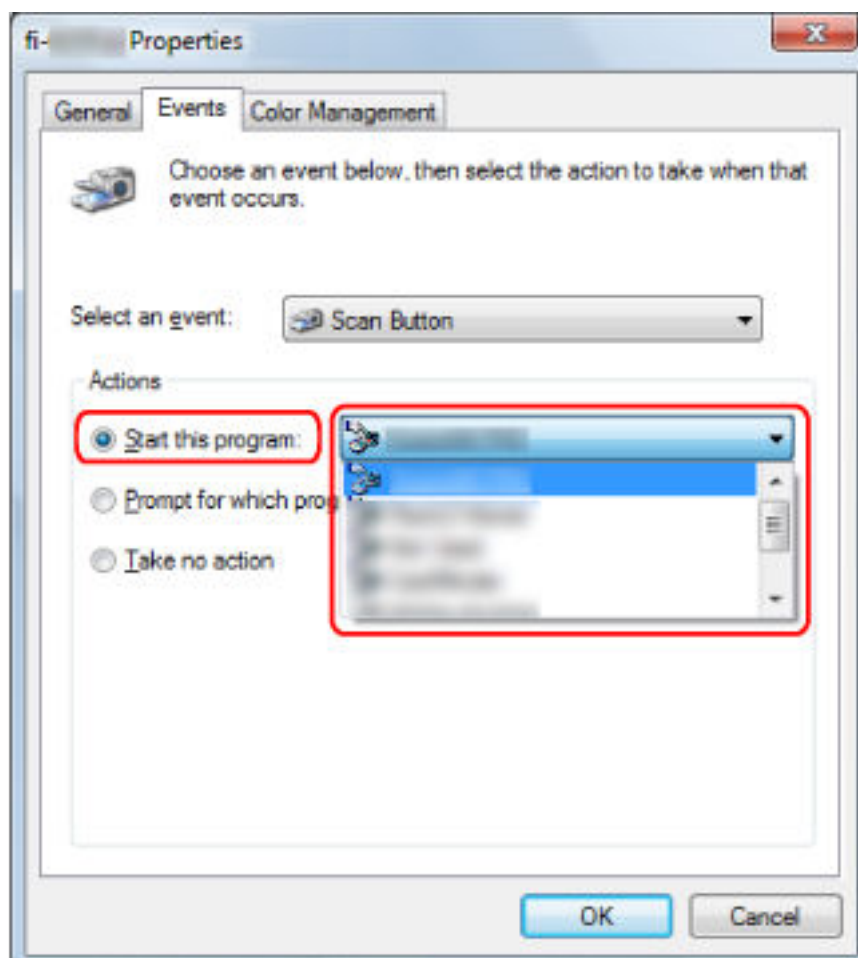 fi- Properties
General Events Color Management
Choose an event below, then select the action to take when that
event occurs.
Select an event:
Scan Button
Actions
Start this program:
Prompt for which prog
Take no action
OK Cancel